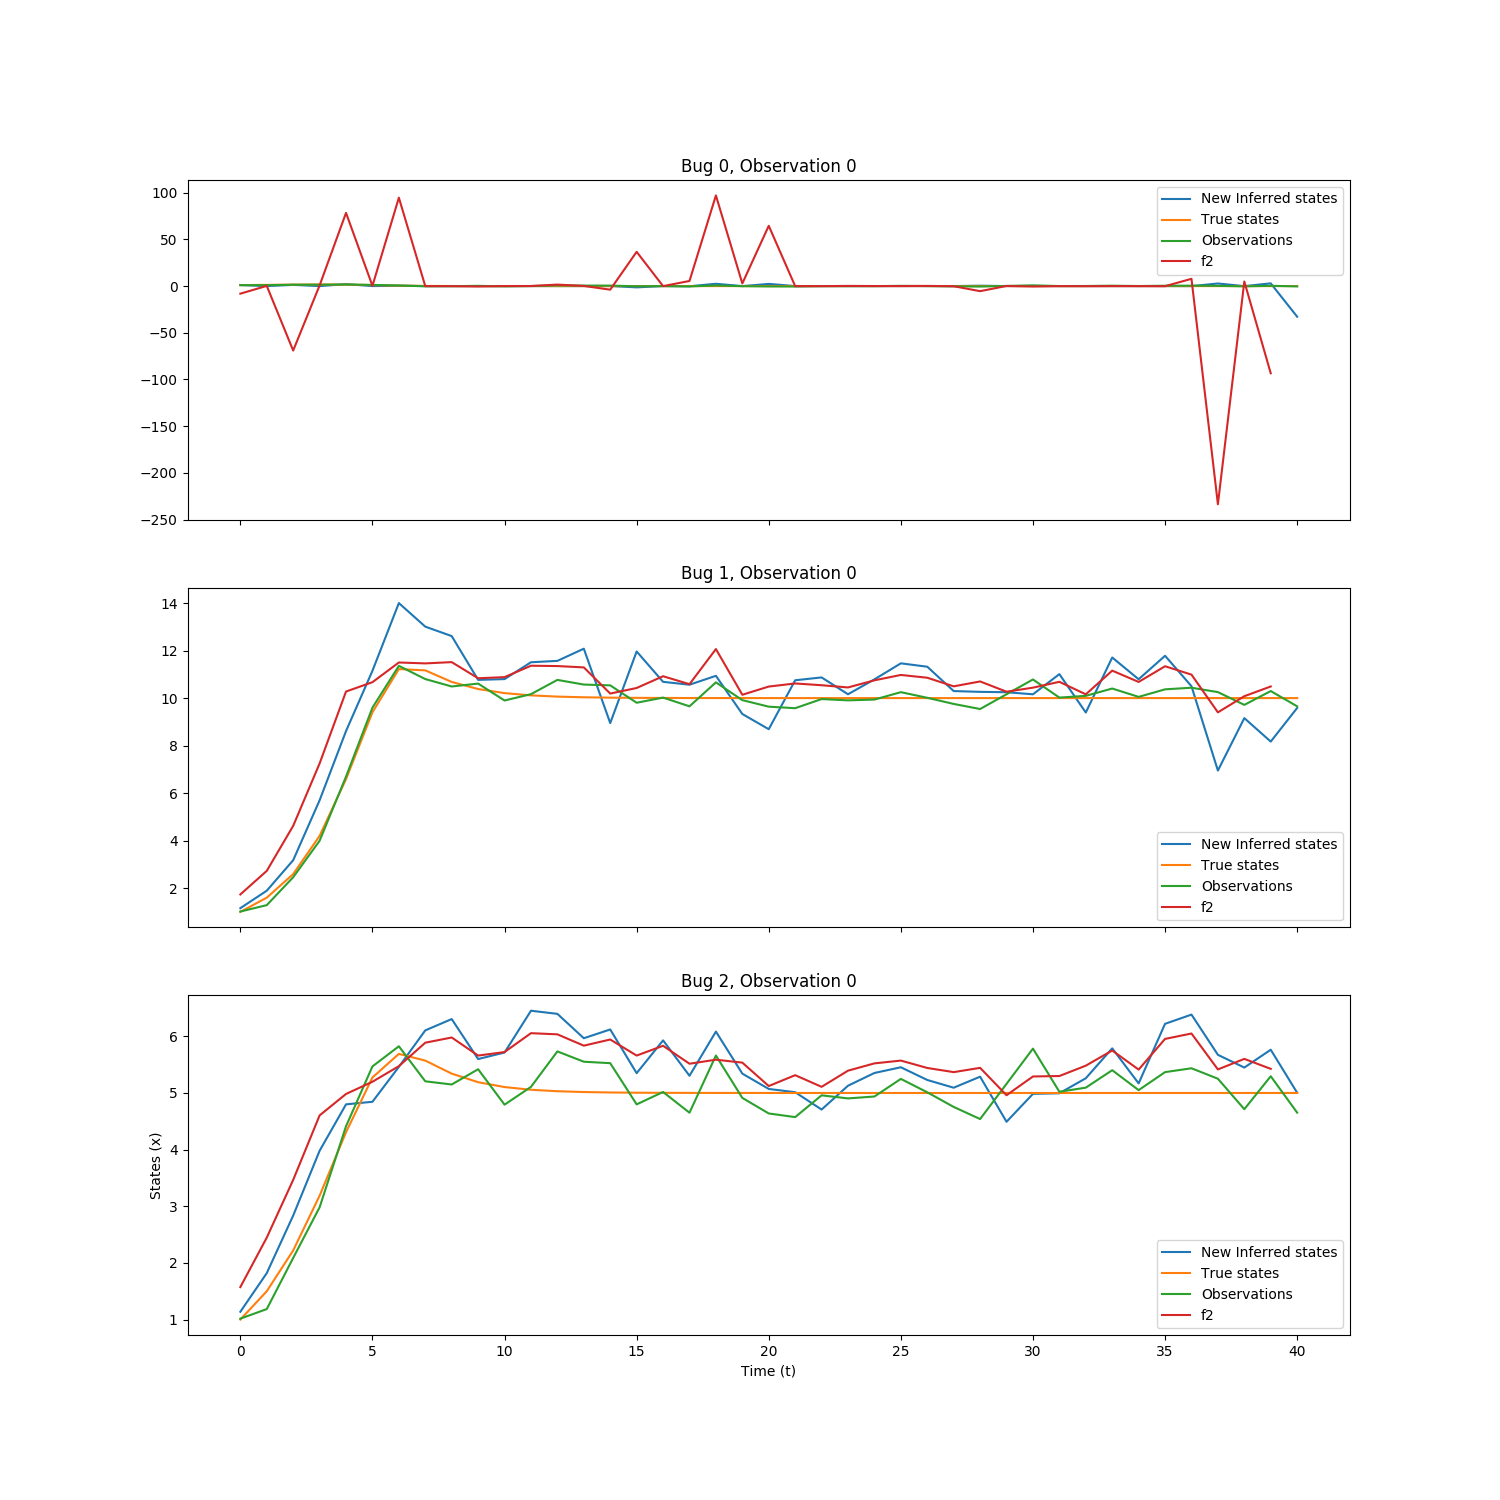 Bug 0, Observation 0
100
50
0
−50
−100
−150
−200
−250
New Inferred states
True states
Observations
f2
Bug 1, Observation 0
14
12
10
8
6
4
2
New Inferred states
True states
Observations
f2
Bug 2, Observation 0
6
5
4
3
2
1
States (x)
New Inferred states
True states
Observations
f2
0 5 10 15 20 25 30 35 40
Time (t)